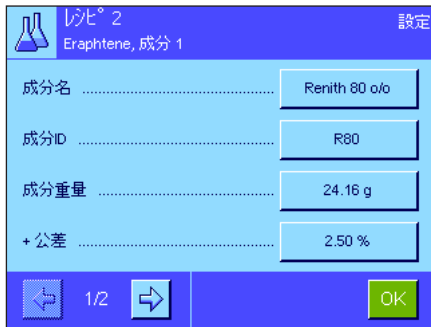 レシピ 2 設定
Eraphtene, 成分 1
成分名 ................................................ Renith 80 o/o
成分ID ................................................ R80
成分重量 ............................................ 24.16 g
+ 公差 ................................................ 2.50 %
1/2 OK